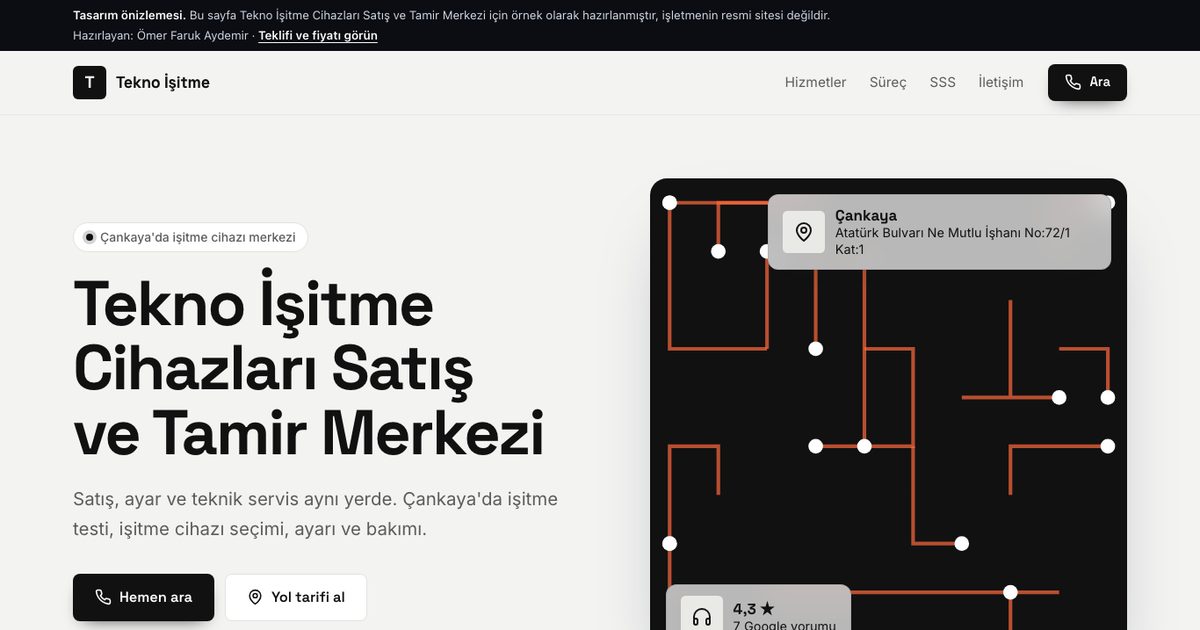 Tasarım önizlemesi. Bu sayfa Tekno İşitme Cihazları Satış ve Tamir Merkezi için örnek olarak hazırlanmıştır, işletmenin resmi sitesi değildir.
Hazırlayan: Ömer Faruk Aydemir · Teklifi ve fiyatı görün
T Tekno İşitme
Hizmetler Süreç SSS İletişim Ara
Çankaya'da işitme cihazı merkezi
Tekno İşitme
Cihazları Satış
ve Tamir Merkezi
Satış, ayar ve teknik servis aynı yerde. Çankaya'da işitme
testi, işitme cihazı seçimi, ayarı ve bakımı.
Hemen ara
Yol tarifi al
Çankaya
Atatürk Bulvarı Ne Mutlu İşhanı No:72/1
Kat:1
4,3 ★
7 Google yorumu